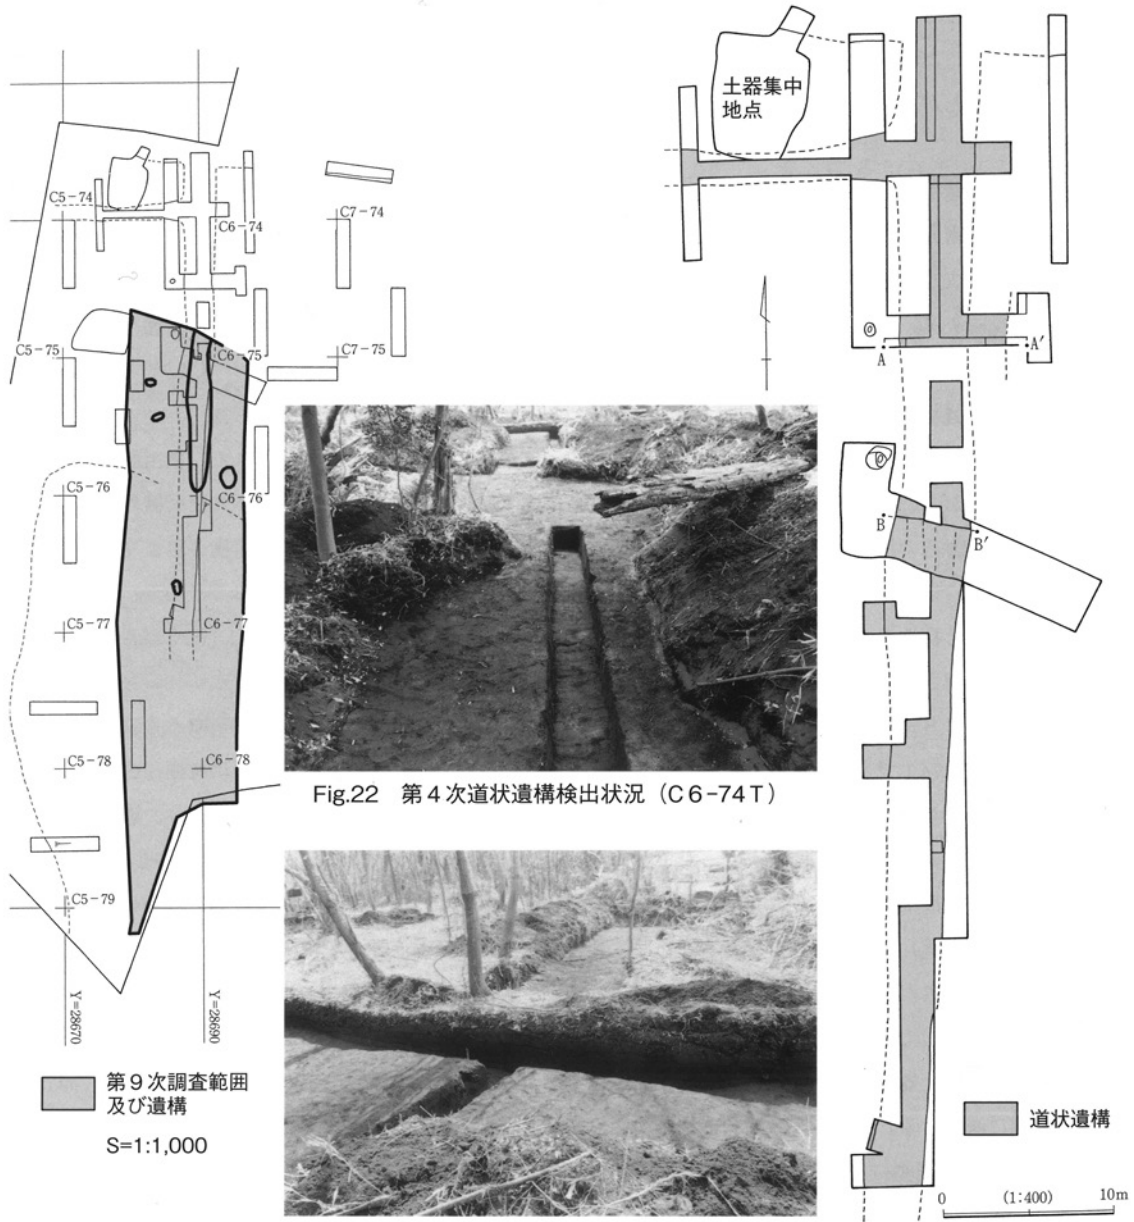 土器集中
地点
C5-74
C6-74
C7-74
C5-75
C6-75
C7-75
C5-76
C6-76
C5-77
C6-77
C5-78
C6-78
C5-79
Y=28670
Y=28690
第9次調査範囲
及び遺構
S=1:1,000
A
A′
B
B′
Fig.22 第4次道状遺構検出状況（C6-74T）
道状遺構
0 (1:400) 10m